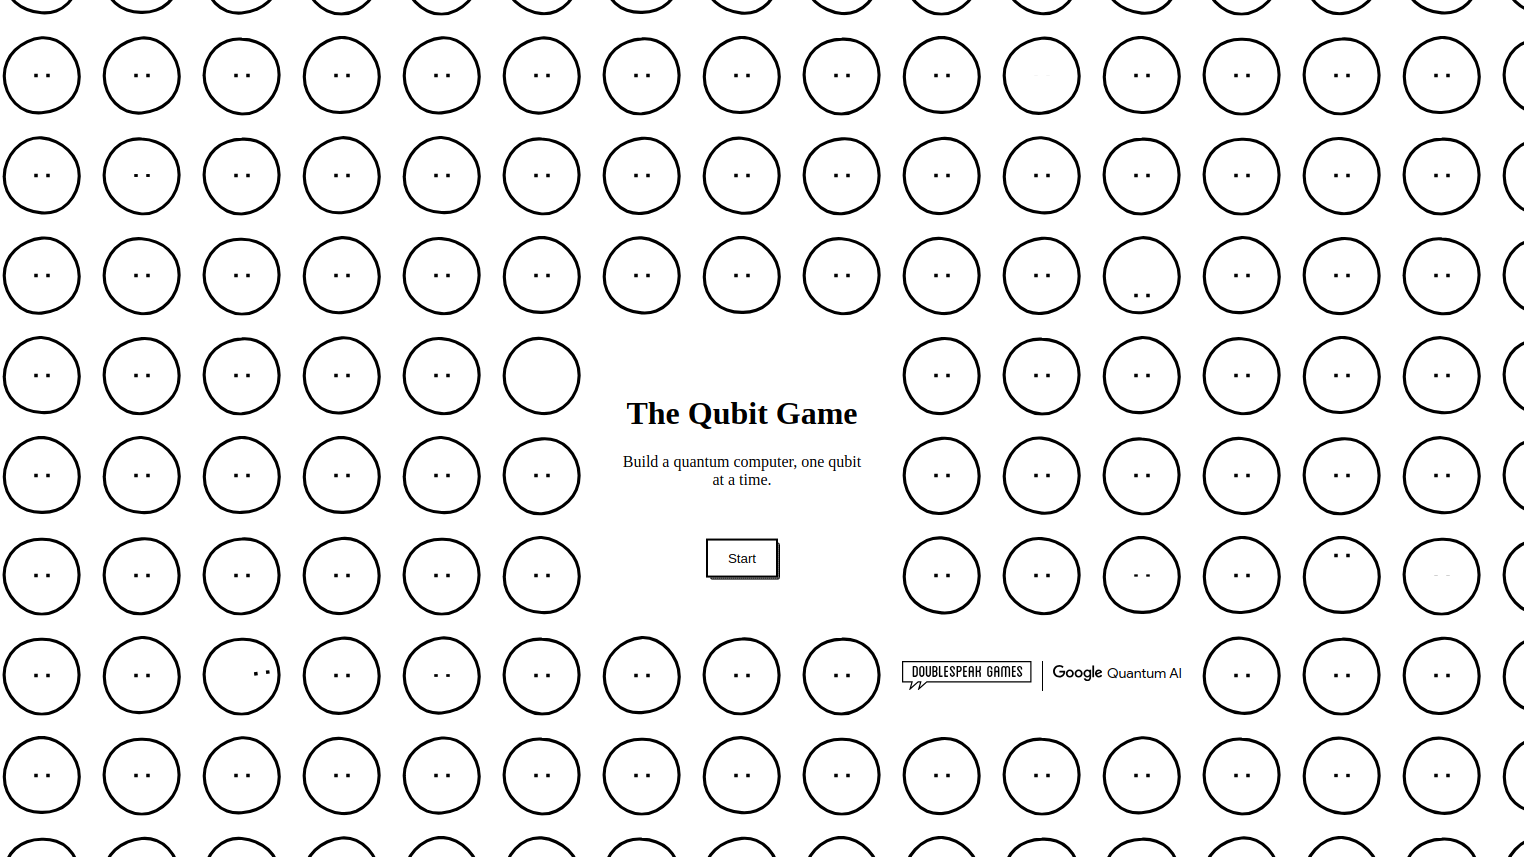 The Qubit Game
Build a quantum computer, one qubit
at a time.
Start
DOUBLESPEAK GAMES
Google Quantum AI